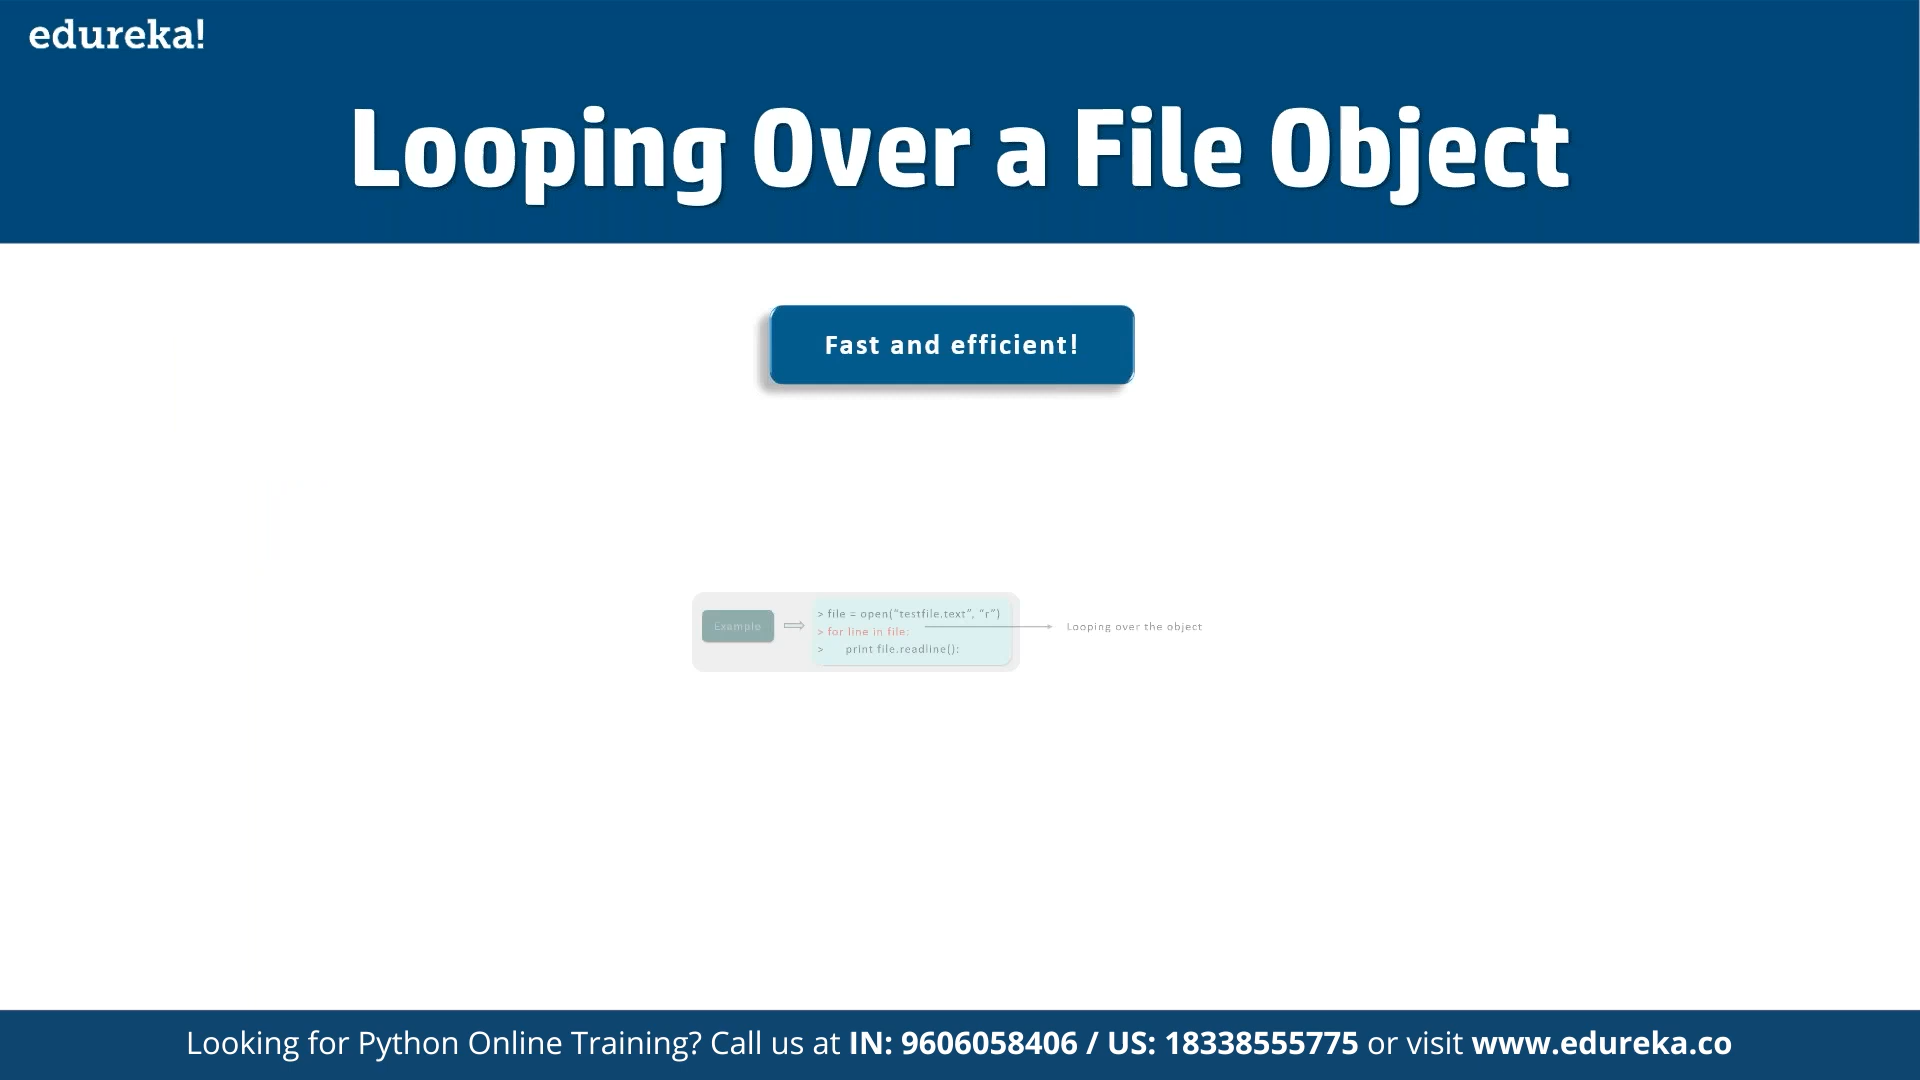 edureka!
Looping Over a File Object
Fast and efficient!
Example
> file = open(“testfile.text”, “r”)
> for line in file:
> print file.readline():
Looping over the object
Looking for Python Online Training? Call us at IN: 9606058406 / US: 18338555775 or visit www.edureka.co